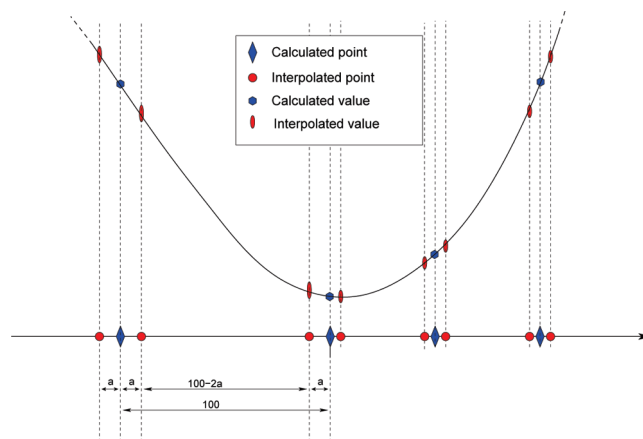 Calculated point
Interpolated point
Calculated value
Interpolated value
a a 100−2a a
100